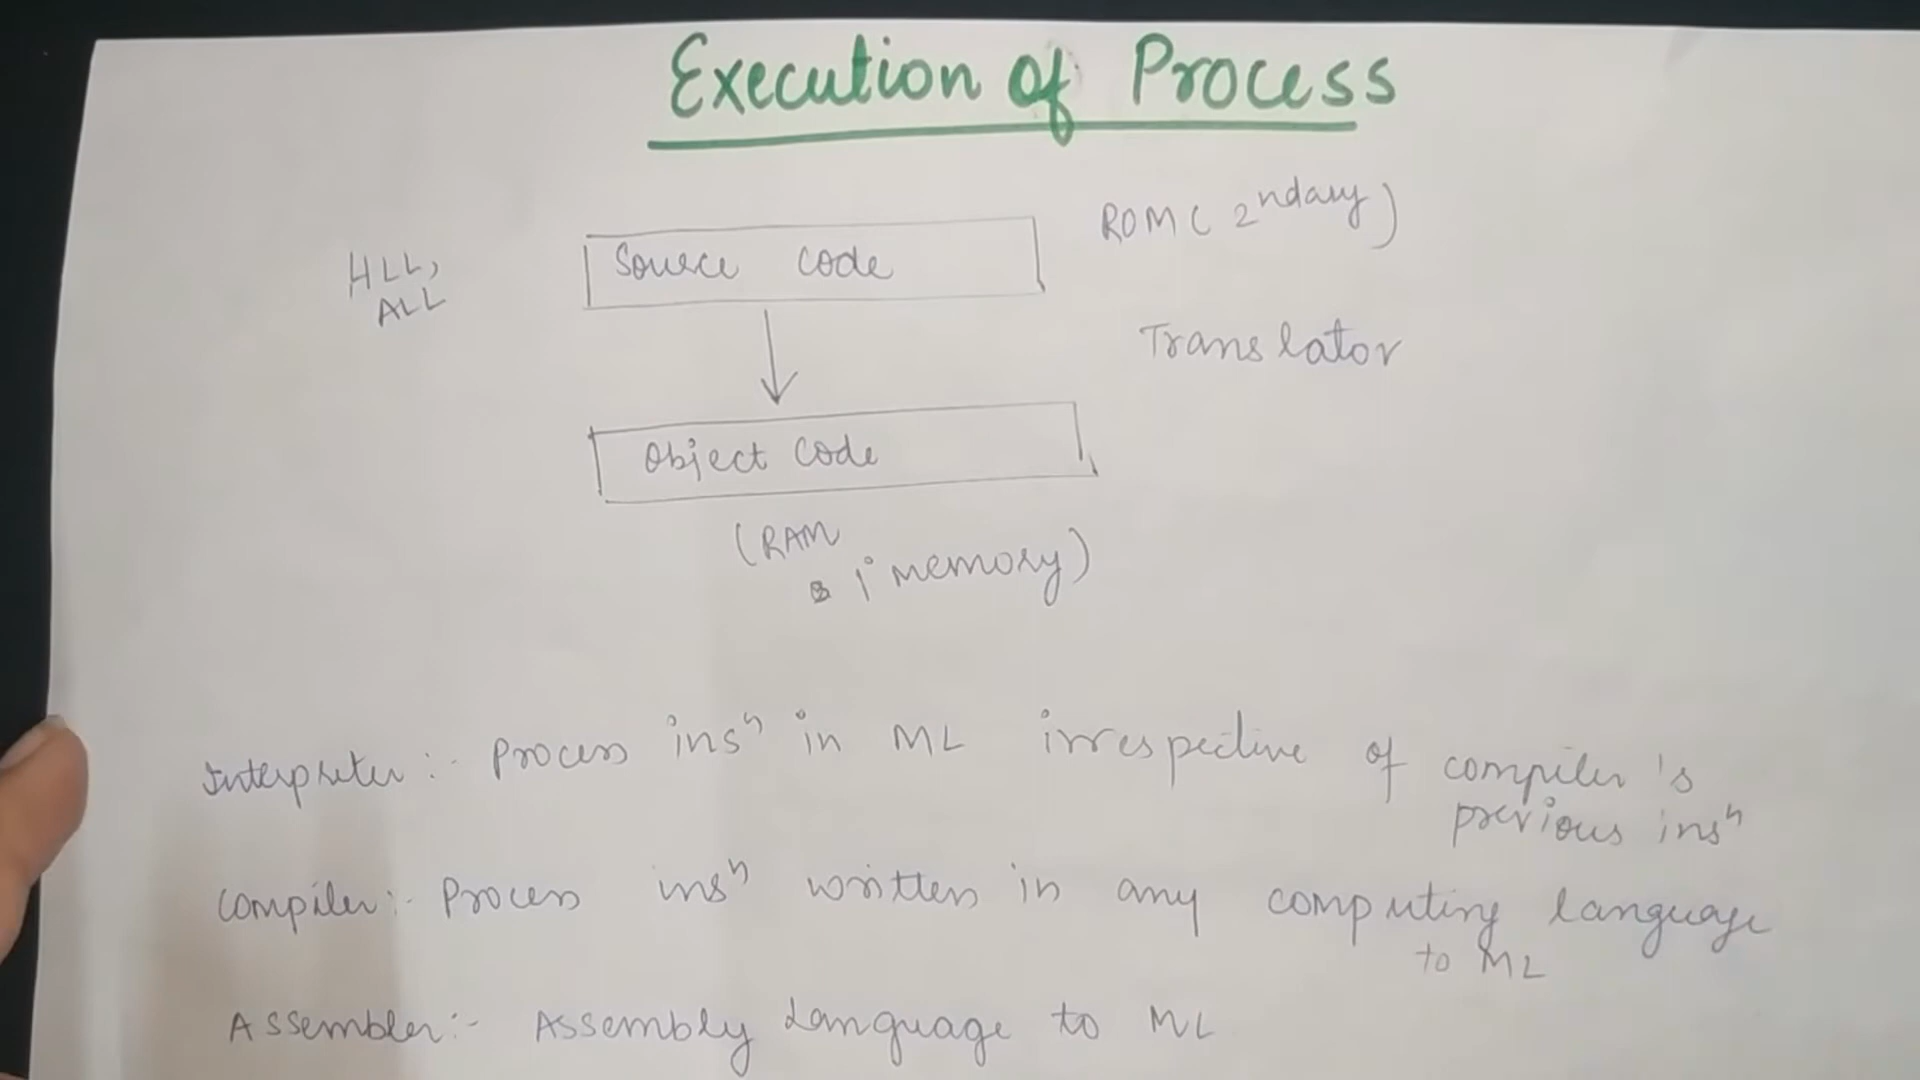 Execution of Process
ROM ( 2ndary )
HLL,
ALL
Source code
Translator
Object code
(RAM
1° memory)
Interpreter :- Process insⁿ in ML irrespective of compiler's
previous insⁿ
Compiler :- Process insⁿ written in any computing language
to ML
Assembler :- Assembly Language to ML